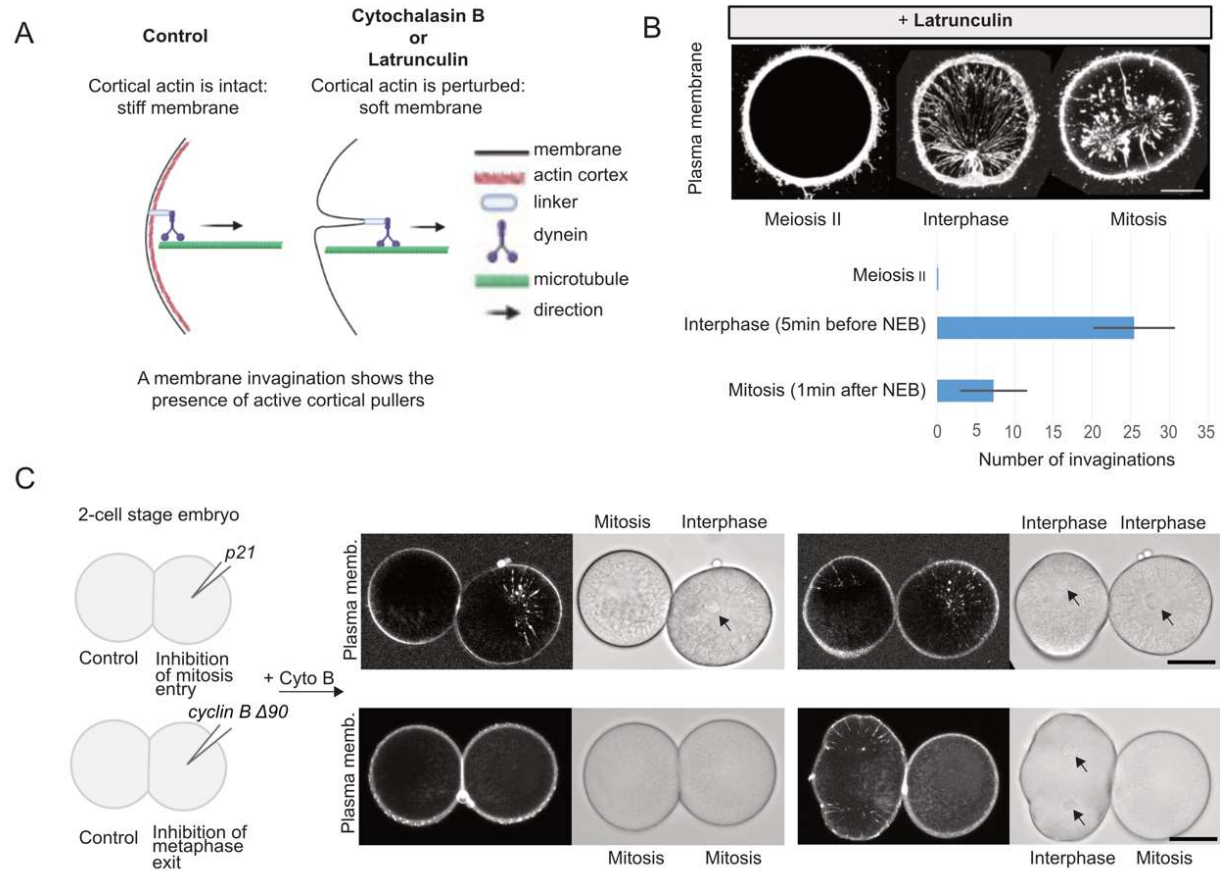 A
Control
Cytochalasin B
or
Latrunculin
Cortical actin is intact:
stiff membrane
Cortical actin is perturbed:
soft membrane
membrane
actin cortex
linker
dynein
microtubule
direction
A membrane invagination shows the
presence of active cortical pullers
B
+ Latrunculin
Plasma membrane
Meiosis II
Interphase
Mitosis
Meiosis II
Interphase (5min before NEB)
Mitosis (1min after NEB)
0 5 10 15 20 25 30 35
Number of invaginations
C
2-cell stage embryo
p21
Control
Inhibition
of mitosis
entry
+ Cyto B
cyclin B Δ90
Control
Inhibition of
metaphase
exit
Plasma memb.
Mitosis
Interphase
Interphase
Interphase
Plasma memb.
Mitosis
Mitosis
Interphase
Mitosis